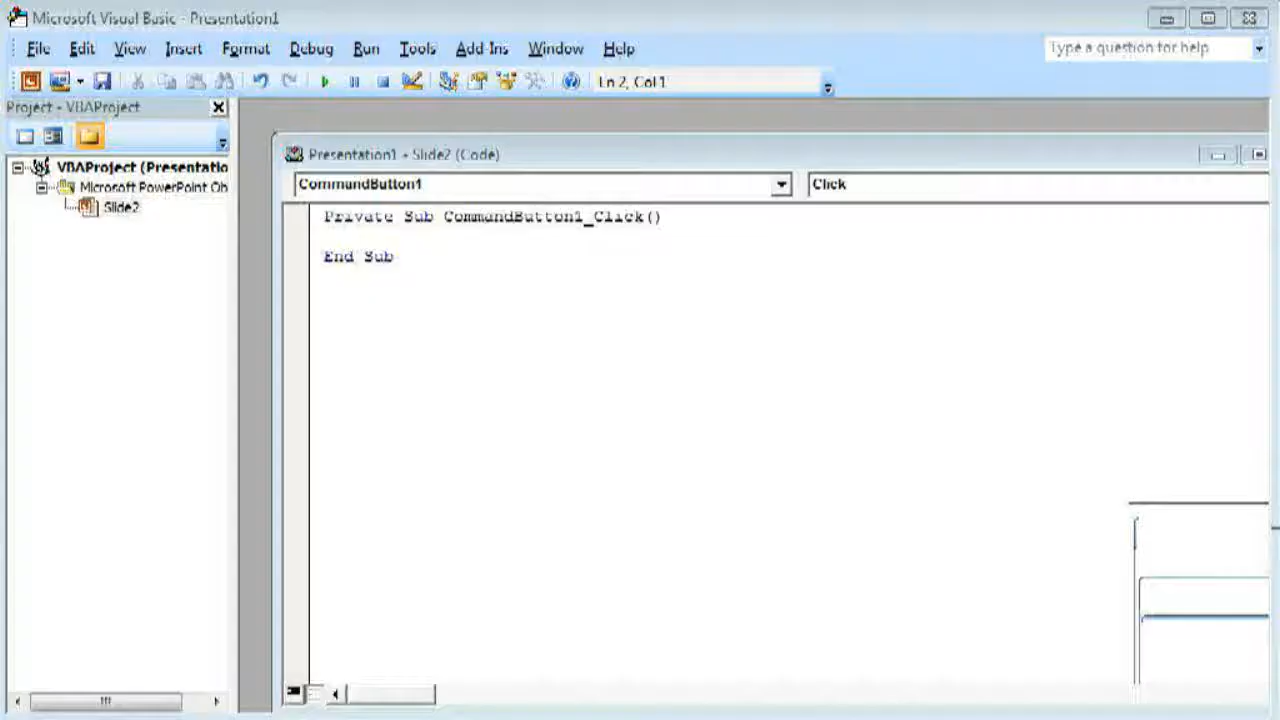 Microsoft Visual Basic - Presentation1
File Edit View Insert Format Debug Run Tools Add-Ins Window Help
Type a question for help
Ln 2, Col 1
Project - VBAProject
VBAProject (Presentatio
Microsoft PowerPoint Ob
Slide2
Presentation1 - Slide2 (Code)
CommandButton1
Click
Private Sub CommandButton1_Click()
End Sub